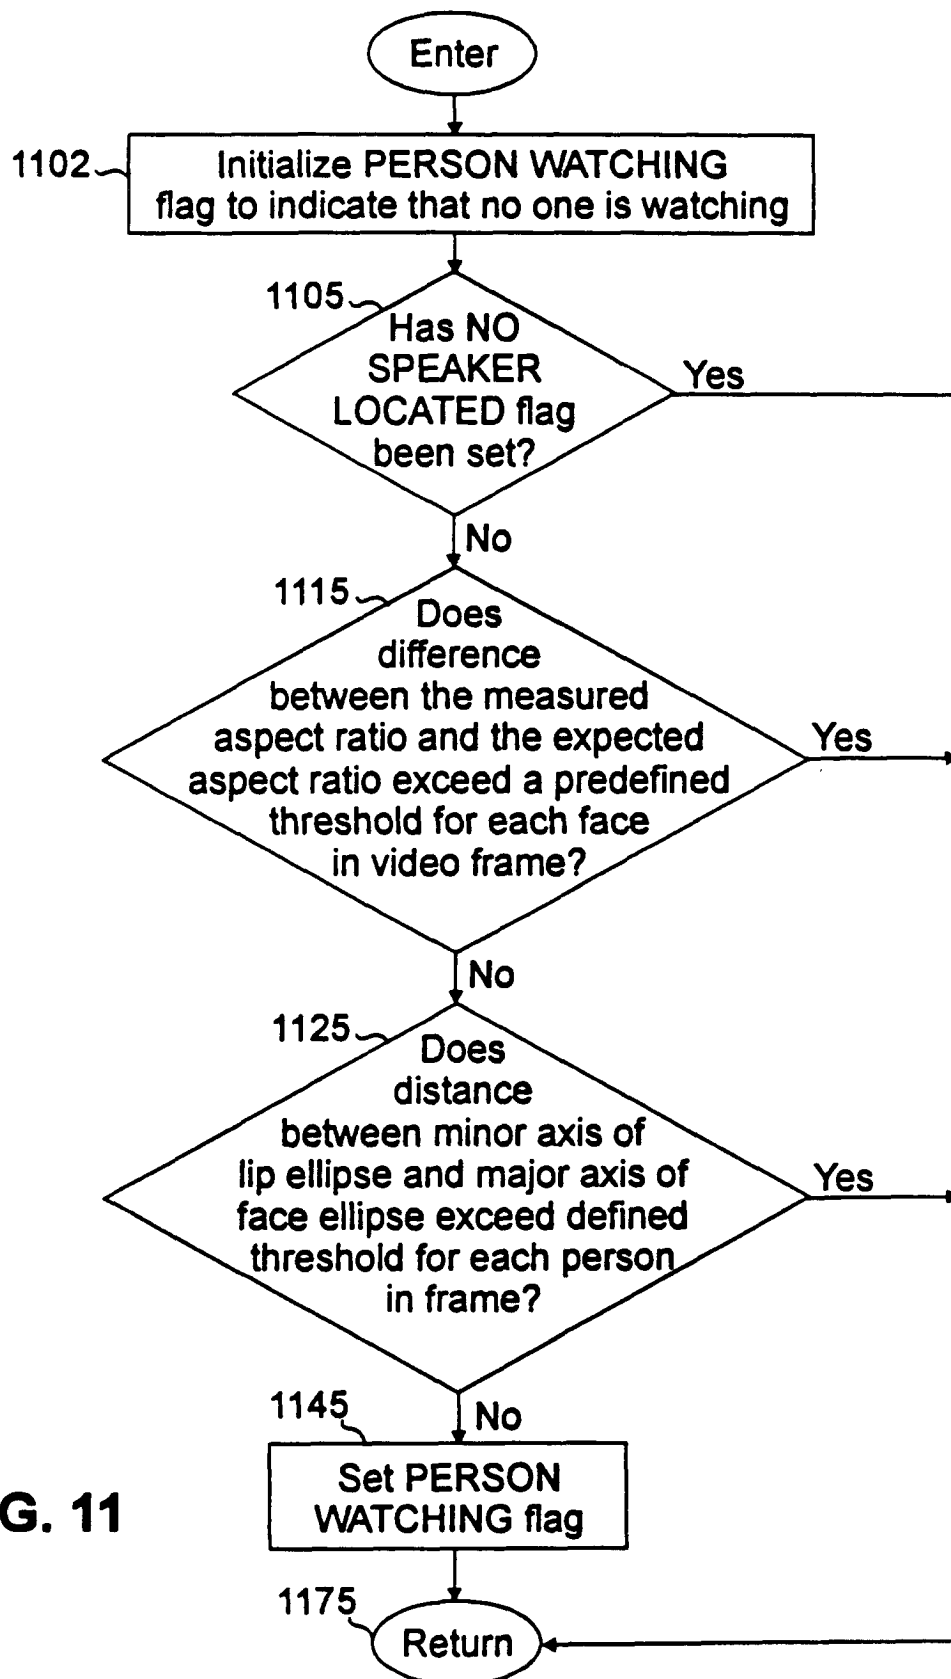 Enter
1102
Initialize PERSON WATCHING
flag to indicate that no one is watching
1105
Has NO
SPEAKER
LOCATED flag
been set?
Yes
No
1115
Does
difference
between the measured
aspect ratio and the expected
aspect ratio exceed a predefined
threshold for each face
in video frame?
Yes
No
1125
Does
distance
between minor axis of
lip ellipse and major axis of
face ellipse exceed defined
threshold for each person
in frame?
Yes
No
1145
Set PERSON
WATCHING flag
G. 11
1175
Return